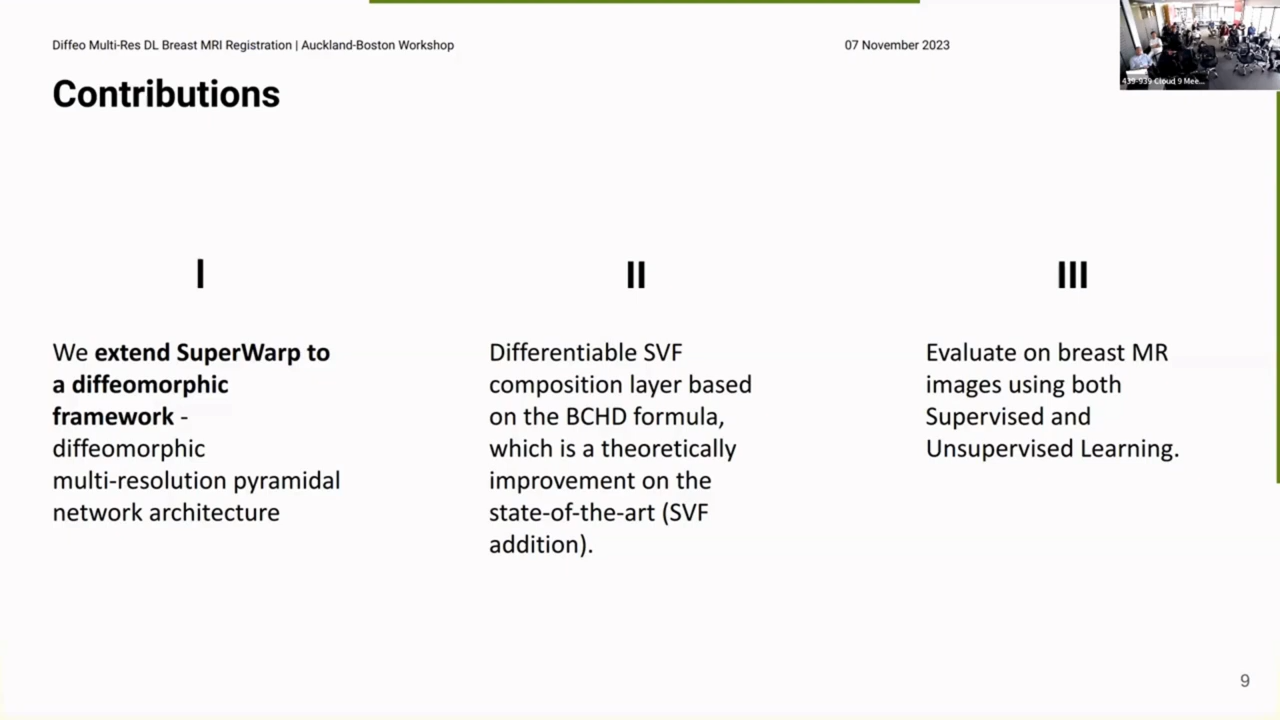 Diffeo Multi-Res DL Breast MRI Registration | Auckland-Boston Workshop
07 November 2023
Contributions
I
We extend SuperWarp to
a diffeomorphic
framework -
diffeomorphic
multi-resolution pyramidal
network architecture
II
Differentiable SVF
composition layer based
on the BCHD formula,
which is a theoretically
improvement on the
state-of-the-art (SVF
addition).
III
Evaluate on breast MR
images using both
Supervised and
Unsupervised Learning.
9
Cloud 9 Mee...